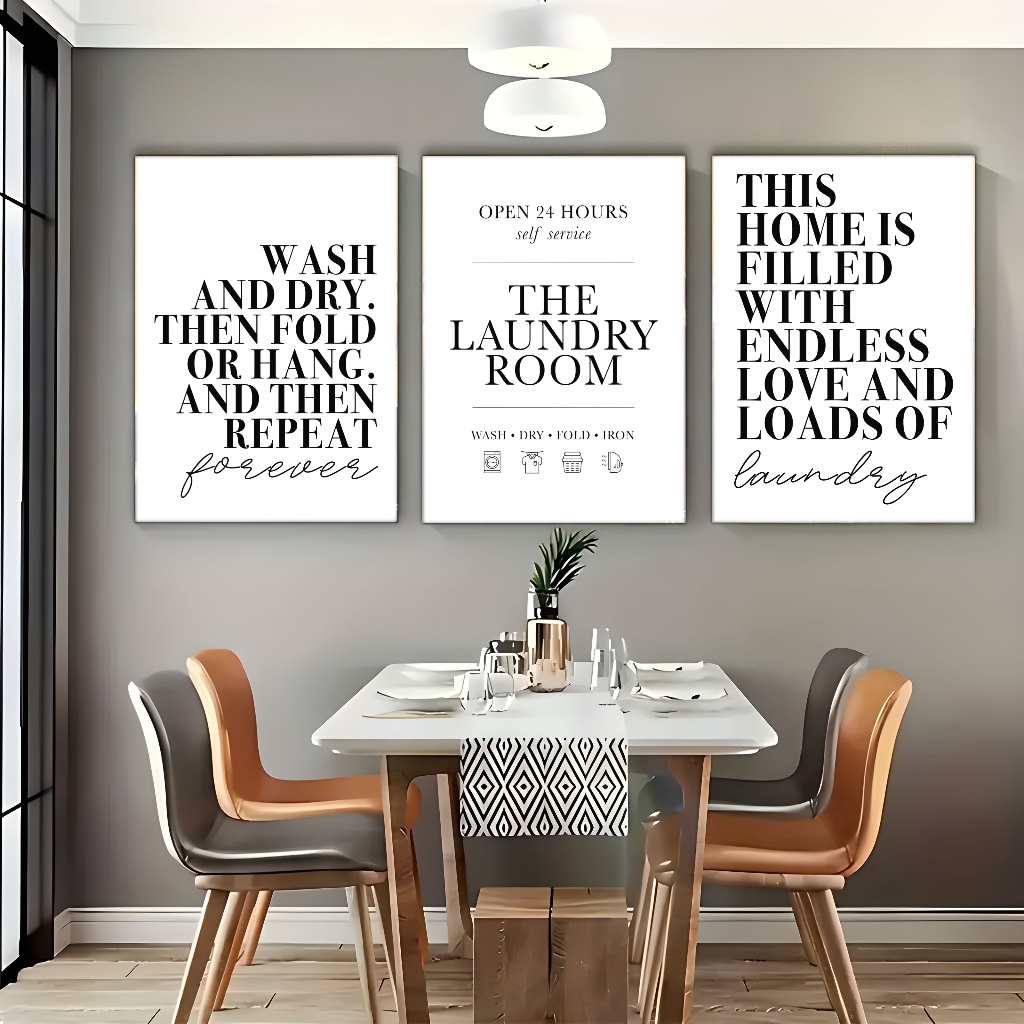 WASH
AND DRY.
THEN FOLD
OR HANG.
AND THEN
REPEAT
forever
OPEN 24 HOURS
self service
THE
LAUNDRY
ROOM
WASH • DRY • FOLD • IRON
THIS
HOME IS
FILLED
WITH
ENDLESS
LOVE AND
LOADS OF
laundry